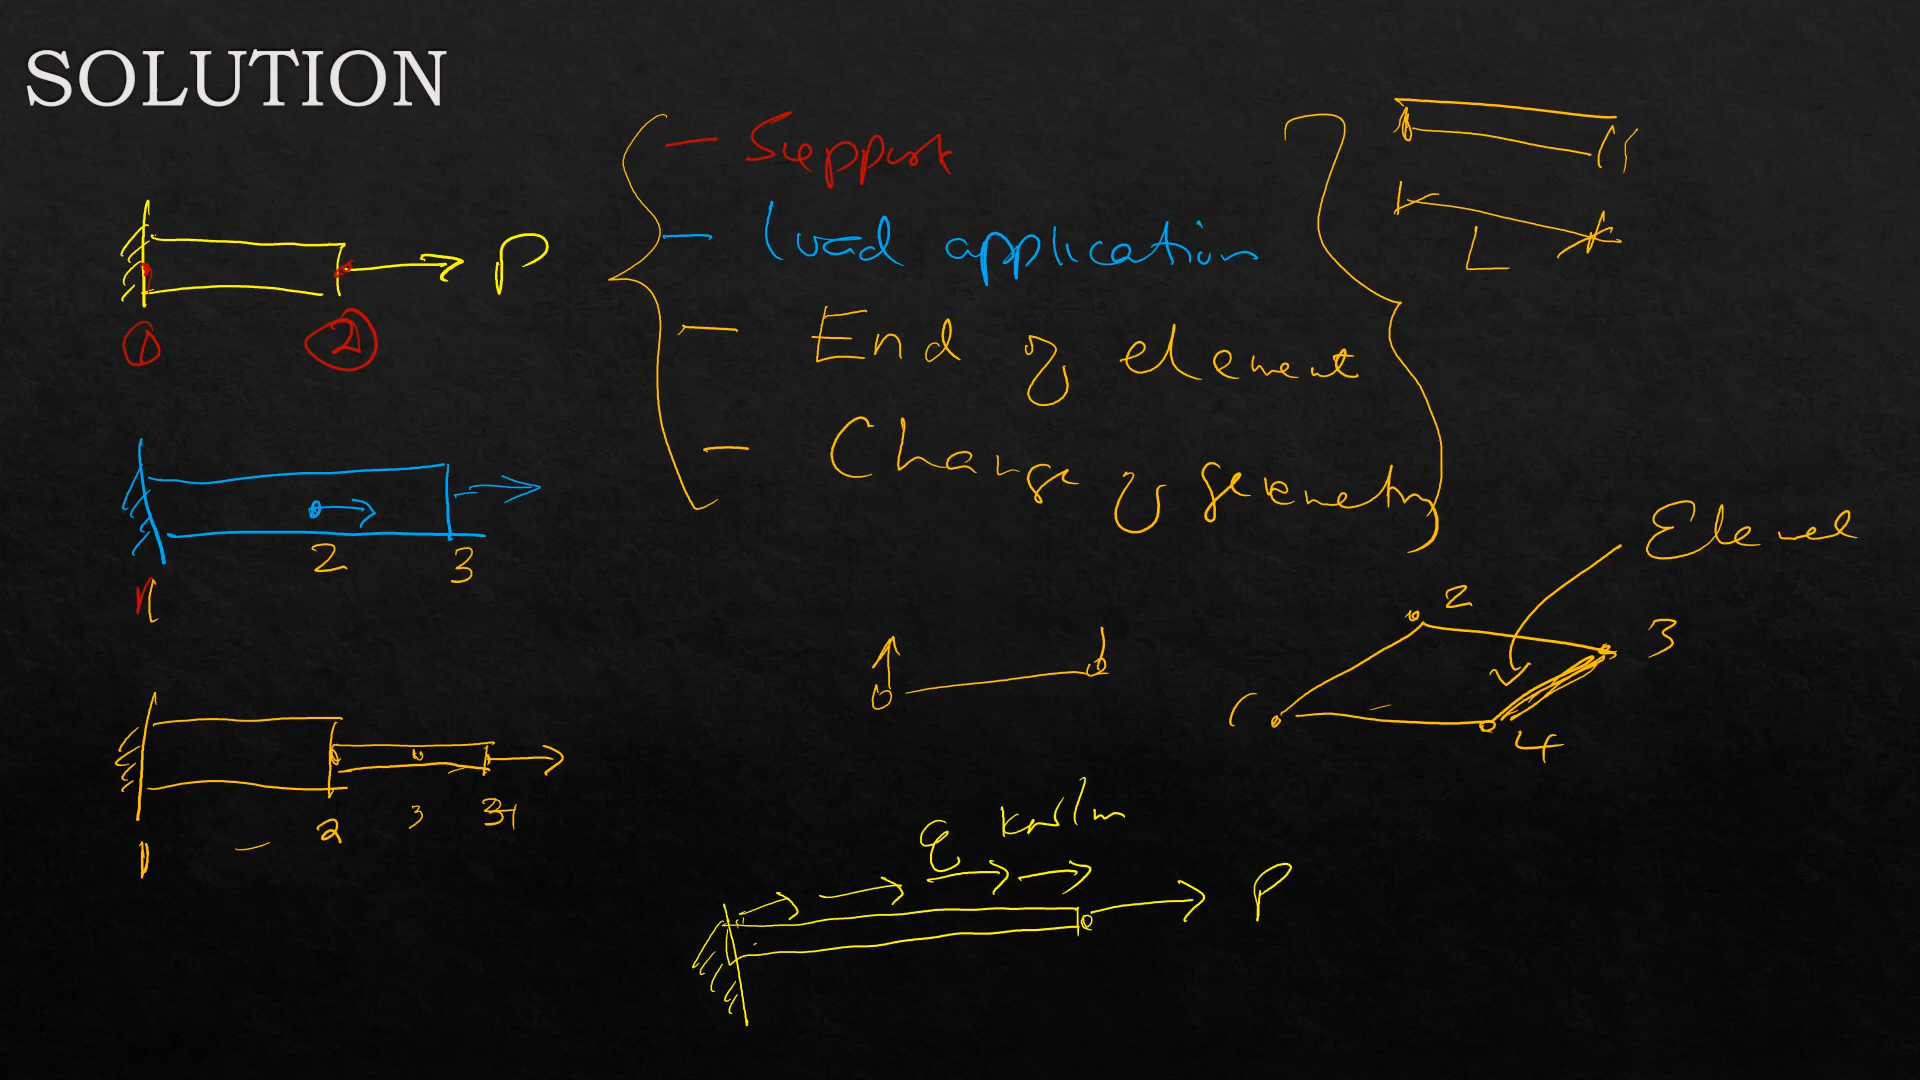 SOLUTION
- Support
- load application
- End of element
- Change of geometry
P
1
2
L
2
3
1
Element
1
2
3
4
1
2
3
q kN/m
P